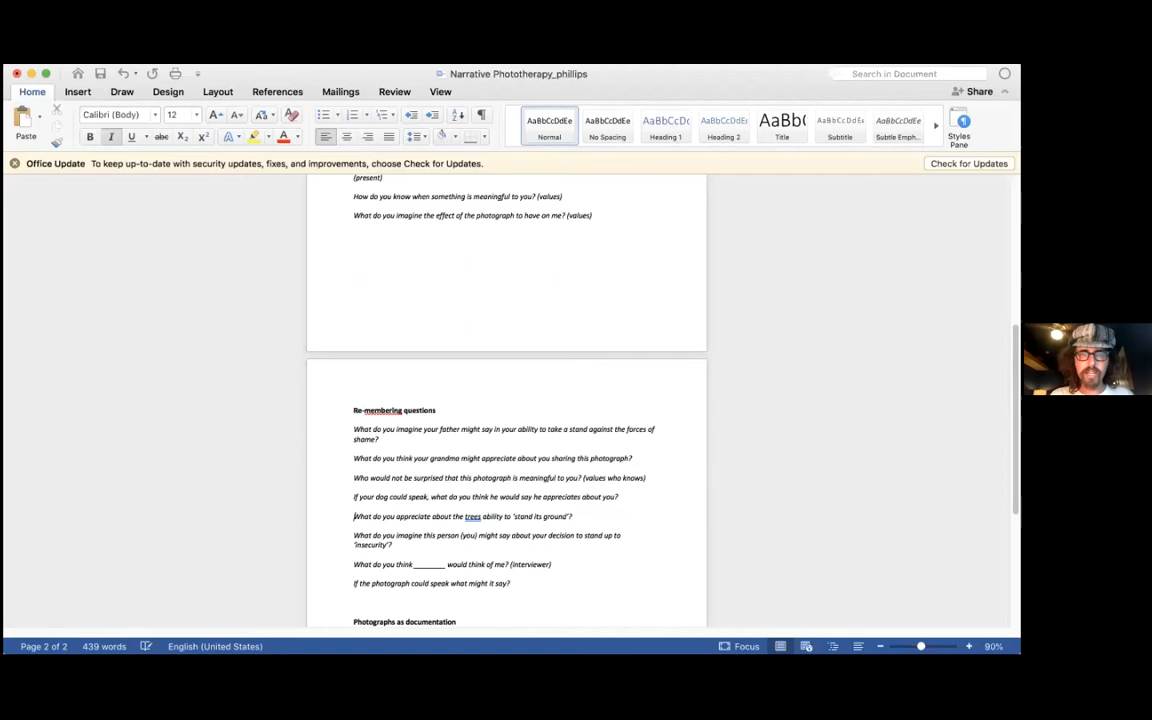 Narrative Phototherapy_phillips
Search in Document
Home Insert Draw Design Layout References Mailings Review View
Share
Paste
Calibri (Body) 12
AaBbCcDdEe AaBbCcDdEe AaBbCcDc AaBbCcDdEe AaBb( AaBbCcDdEe AaBbCcDdEe
Normal No Spacing Heading 1 Heading 2 Title Subtitle Subtle Emph...
Styles
Pane
Office Update To keep up-to-date with security updates, fixes, and improvements, choose Check for Updates.
Check for Updates
(present)
How do you know when something is meaningful to you? (values)
What do you imagine the effect of the photograph to have on me? (values)
Re-membering questions
What do you imagine your father might say in your ability to take a stand against the forces of
shame?
What do you think your grandma might appreciate about you sharing this photograph?
Who would not be surprised that this photograph is meaningful to you? (values who knows)
If your dog could speak, what do you think he would say he appreciates about you?
What do you appreciate about the trees ability to 'stand its ground'?
What do you imagine this person (you) might say about your decision to stand up to
'insecurity'?
What do you think ________ would think of me? (interviewer)
If the photograph could speak what might it say?
Photographs as documentation
Page 2 of 2 439 words English (United States) Focus 90%